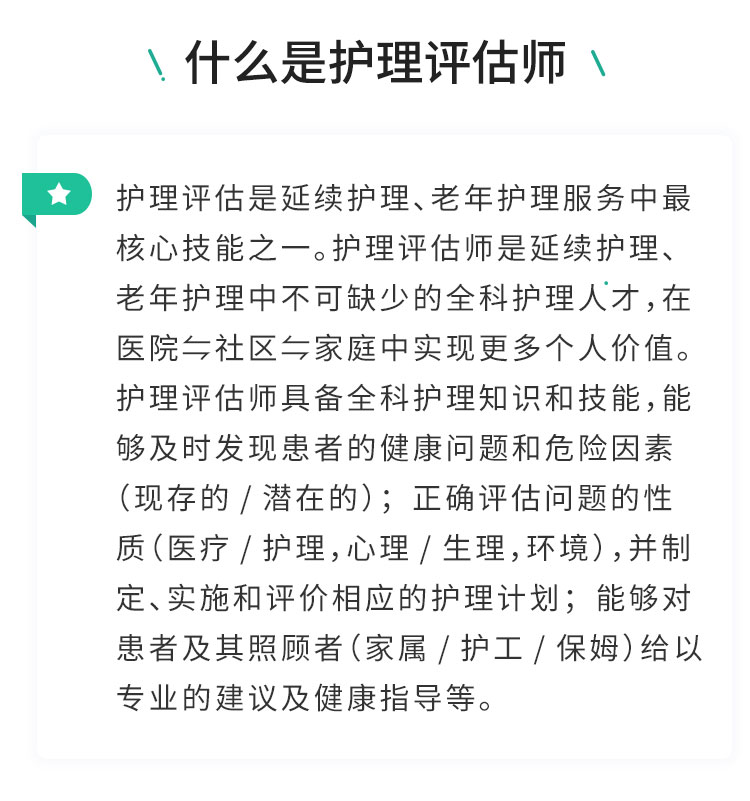 什么是护理评估师
护理评估是延续护理、老年护理服务中最
核心技能之一。护理评估师是延续护理、
老年护理中不可缺少的全科护理人才，在
医院⇋社区⇋家庭中实现更多个人价值。
护理评估师具备全科护理知识和技能，能
够及时发现患者的健康问题和危险因素
（现存的 / 潜在的）；正确评估问题的性
质（医疗 / 护理，心理 / 生理，环境），并制
定、实施和评价相应的护理计划；能够对
患者及其照顾者（家属 / 护工 / 保姆）给以
专业的建议及健康指导等。